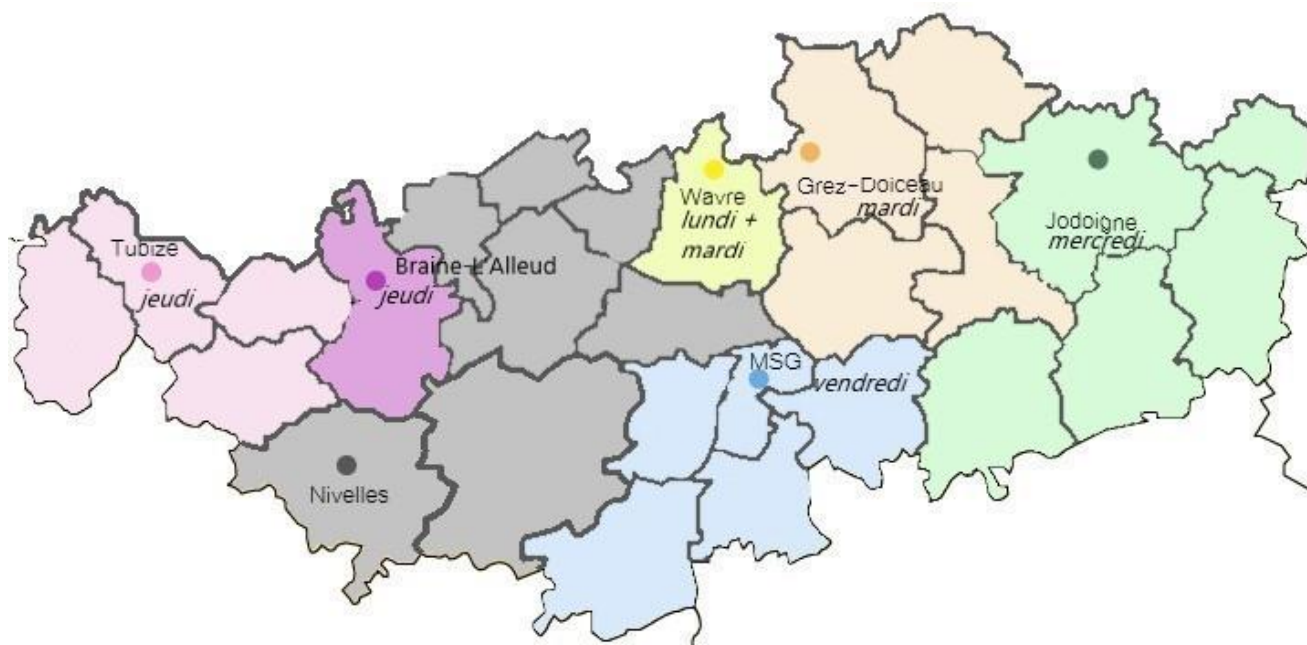 Wavre
lundi +
mardi
Grez-Doiceau
mardi
Jodoigne
mercredi
Tubize
jeudi
Braine-L'Alleud
jeudi
MSG
vendredi
Nivelles